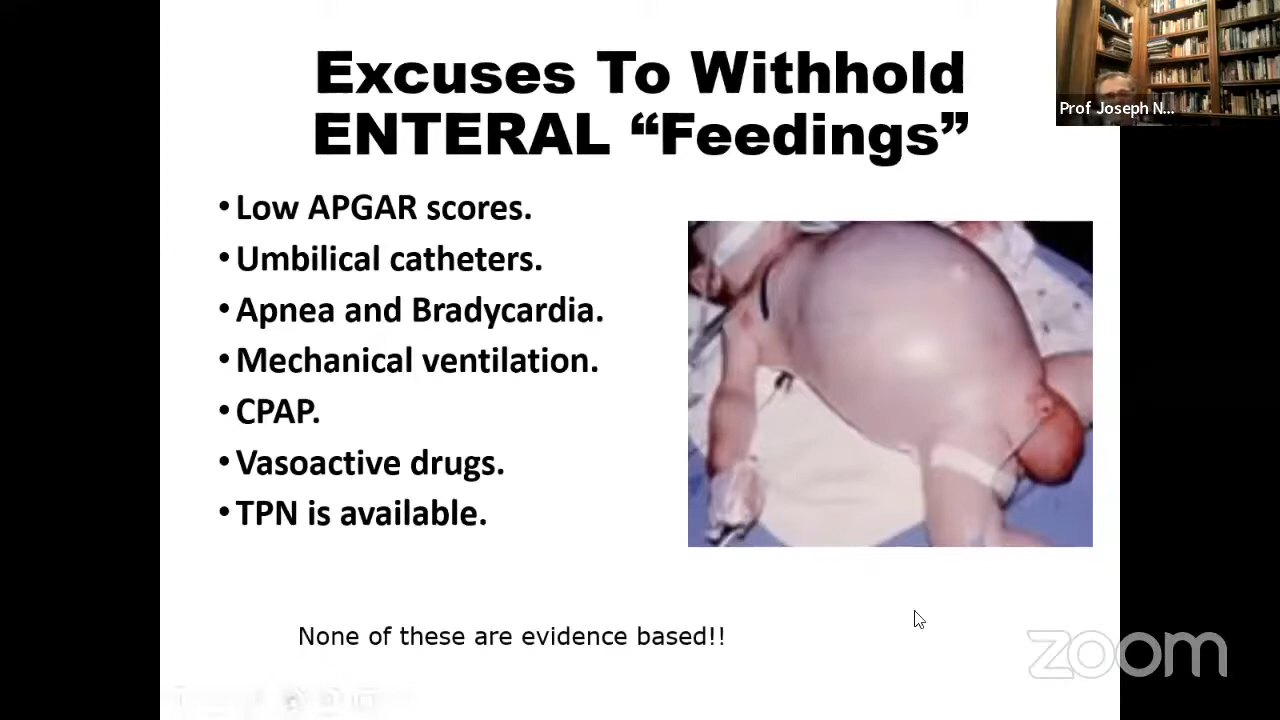 Excuses To Withhold
ENTERAL “Feedings”
Prof Joseph N...
•Low APGAR scores.
•Umbilical catheters.
•Apnea and Bradycardia.
•Mechanical ventilation.
•CPAP.
•Vasoactive drugs.
•TPN is available.
None of these are evidence based!!
zoom